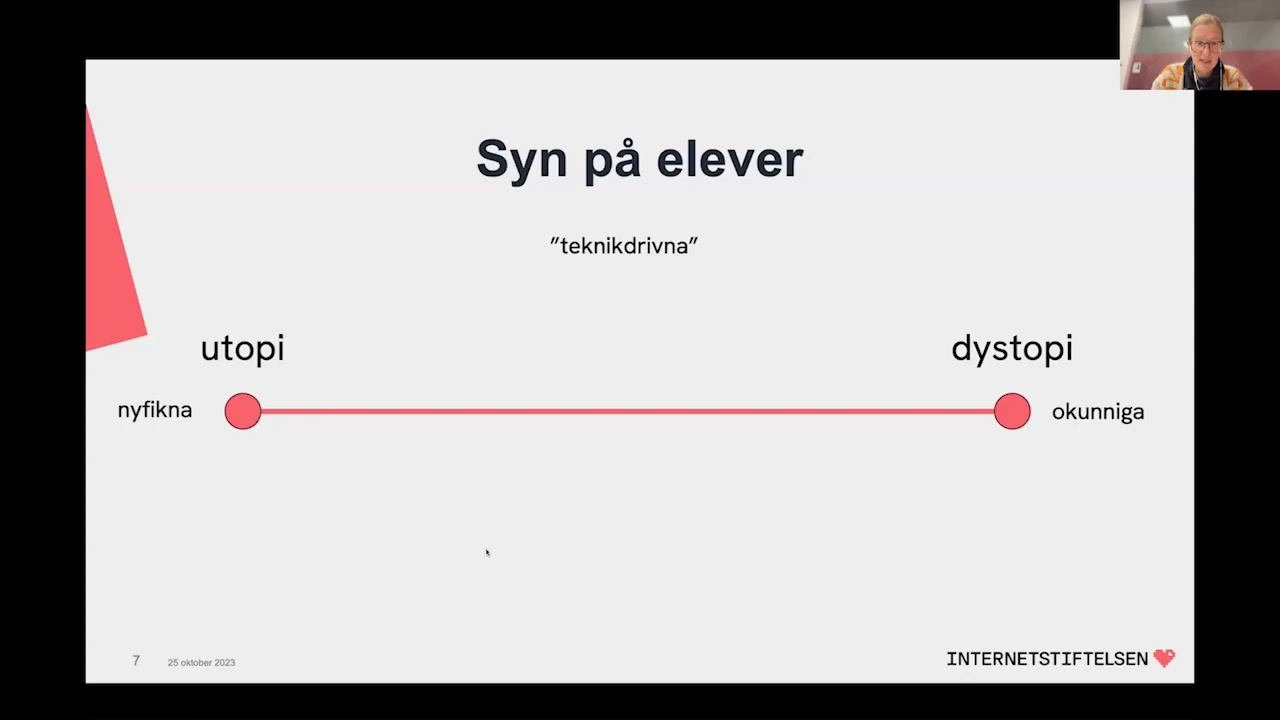 Syn på elever
”teknikdrivna”
utopi
dystopi
nyfikna
okunniga
7
25 oktober 2023
INTERNETSTIFTELSEN